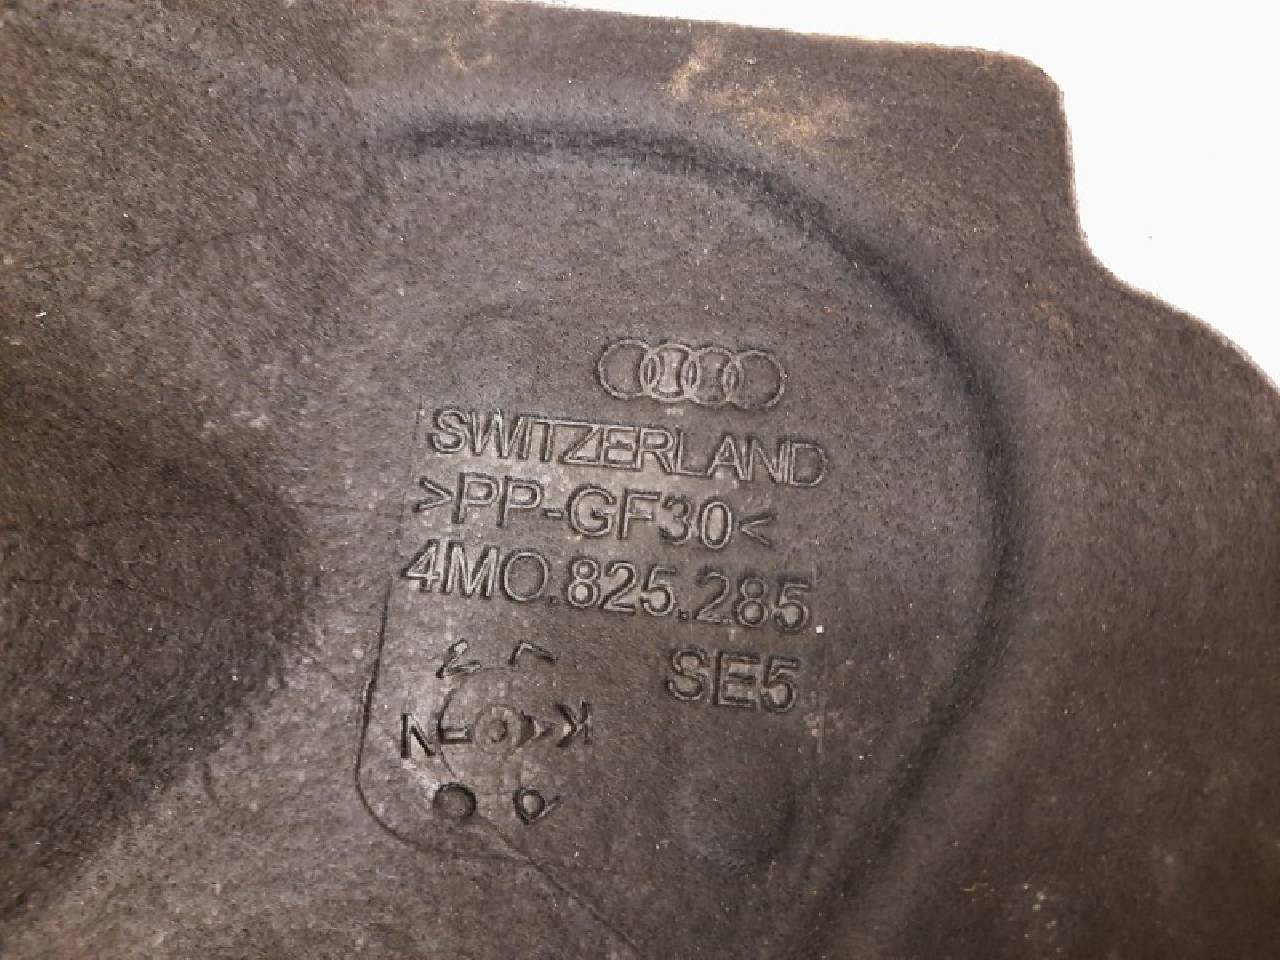 SWITZERLAND
>PP-GF30<
4M0.825.285
SE5